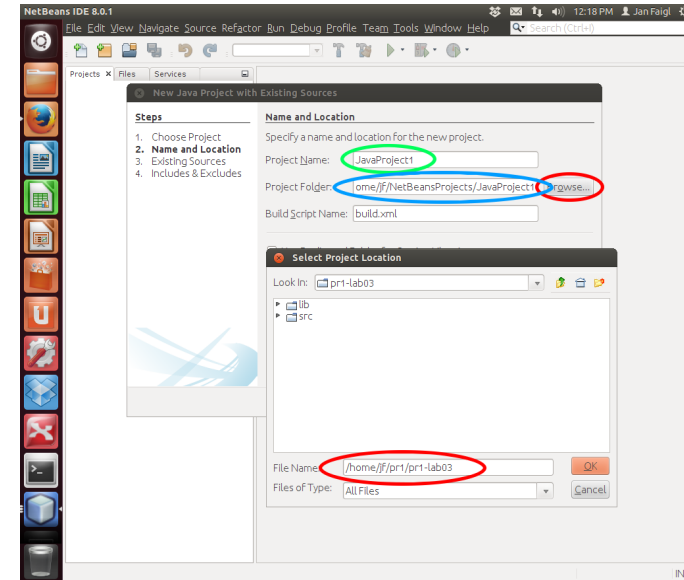 NetBeans IDE 8.0.1
12:18 PM Jan Faigl
File Edit View Navigate Source Refactor Run Debug Profile Team Tools Window Help
Search (Ctrl+I)
Projects Files Services
New Java Project with Existing Sources
Steps
1. Choose Project
2. Name and Location
3. Existing Sources
4. Includes & Excludes
Name and Location
Specify a name and location for the new project.
Project Name: JavaProject1
Project Folder: ome/jf/NetBeansProjects/JavaProject1 Browse...
Build Script Name: build.xml
Select Project Location
Look In: pr1-lab03
lib
src
File Name: /home/jf/pr1/pr1-lab03 OK
Files of Type: All Files Cancel
IN